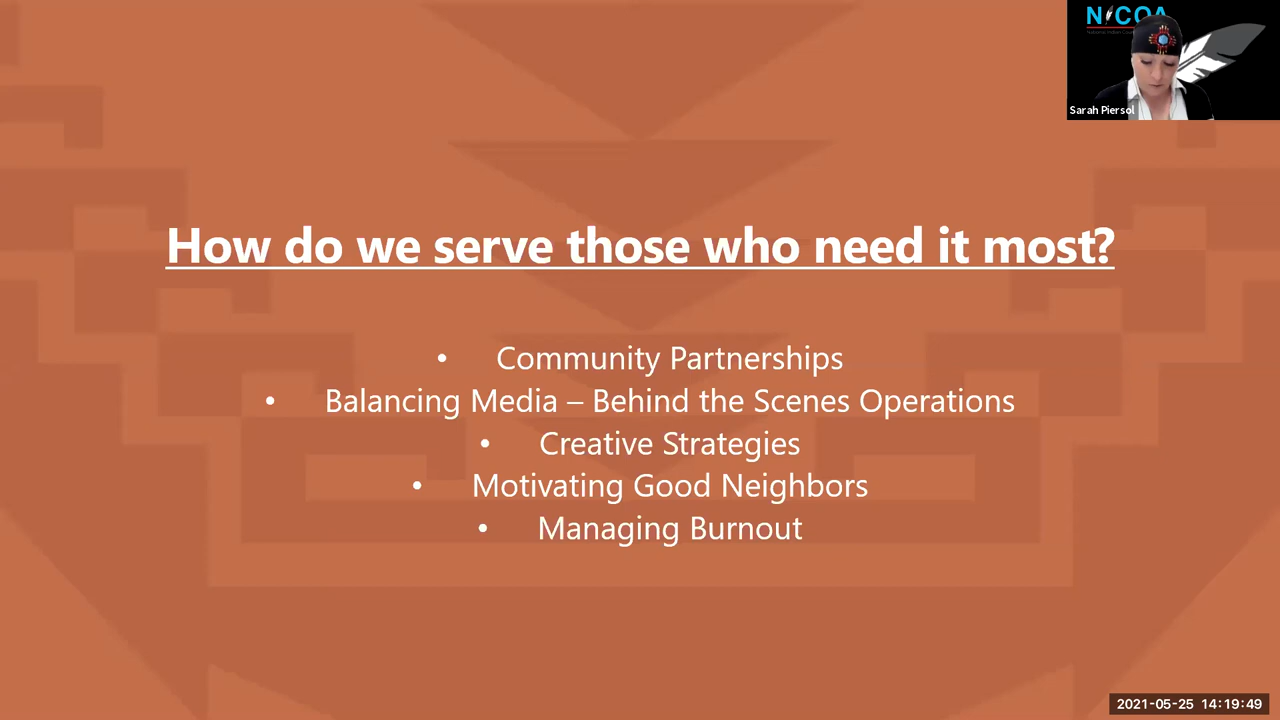 NICOA
Sarah Piersol
How do we serve those who need it most?
• Community Partnerships
• Balancing Media – Behind the Scenes Operations
• Creative Strategies
• Motivating Good Neighbors
• Managing Burnout
2021-05-25 14:19:49